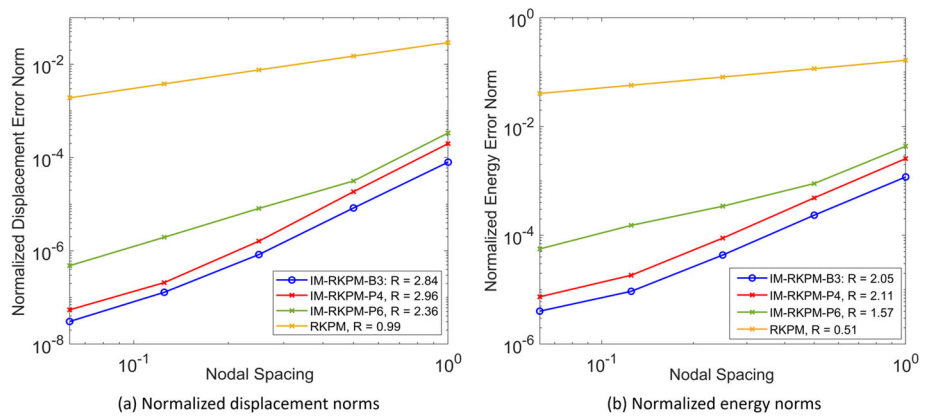 Normalized Displacement Error Norm
10^-2
10^-4
10^-6
10^-8
IM-RKPM-B3: R = 2.84
IM-RKPM-P4, R = 2.96
IM-RKPM-P6, R = 2.36
RKPM, R = 0.99
10^-1
10^0
Nodal Spacing
(a) Normalized displacement norms
Normalized Energy Error Norm
10^0
10^-2
10^-4
10^-6
IM-RKPM-B3: R = 2.05
IM-RKPM-P4, R = 2.11
IM-RKPM-P6, R = 1.57
RKPM, R = 0.51
10^-1
10^0
Nodal Spacing
(b) Normalized energy norms